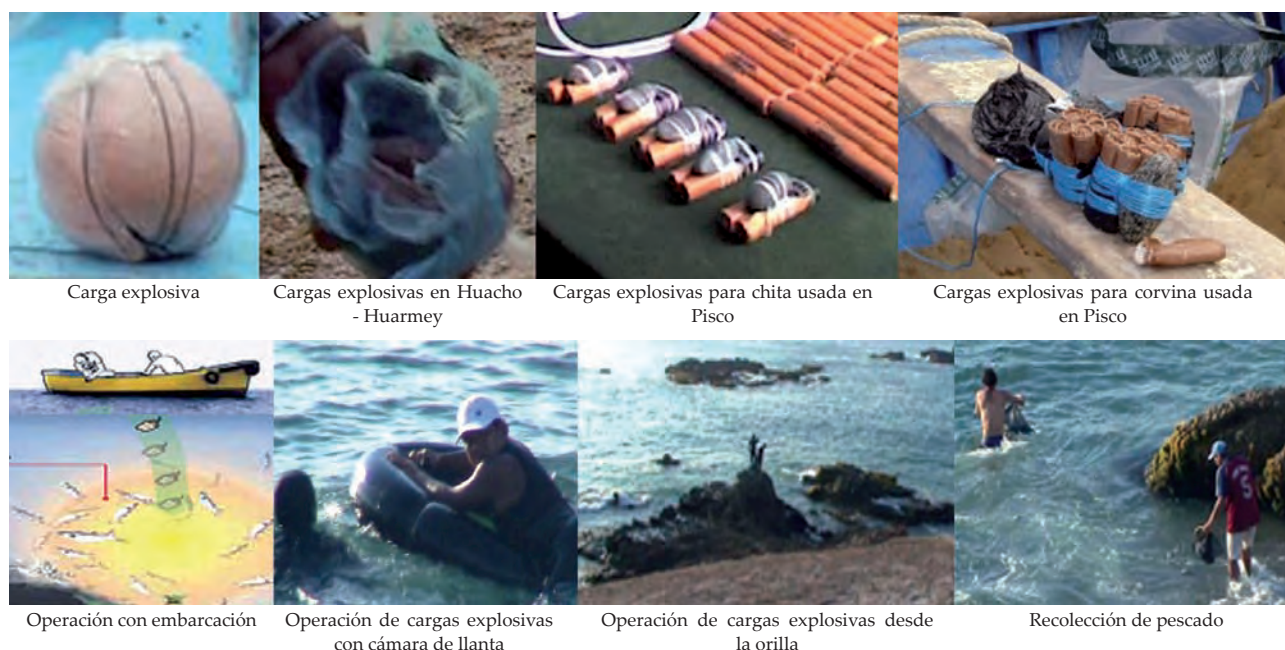 Carga explosiva
Cargas explosivas en Huacho
- Huarmey
Cargas explosivas para chita usada en
Pisco
Cargas explosivas para corvina usada
en Pisco
Operación con embarcación
Operación de cargas explosivas
con cámara de llanta
Operación de cargas explosivas desde
la orilla
Recolección de pescado